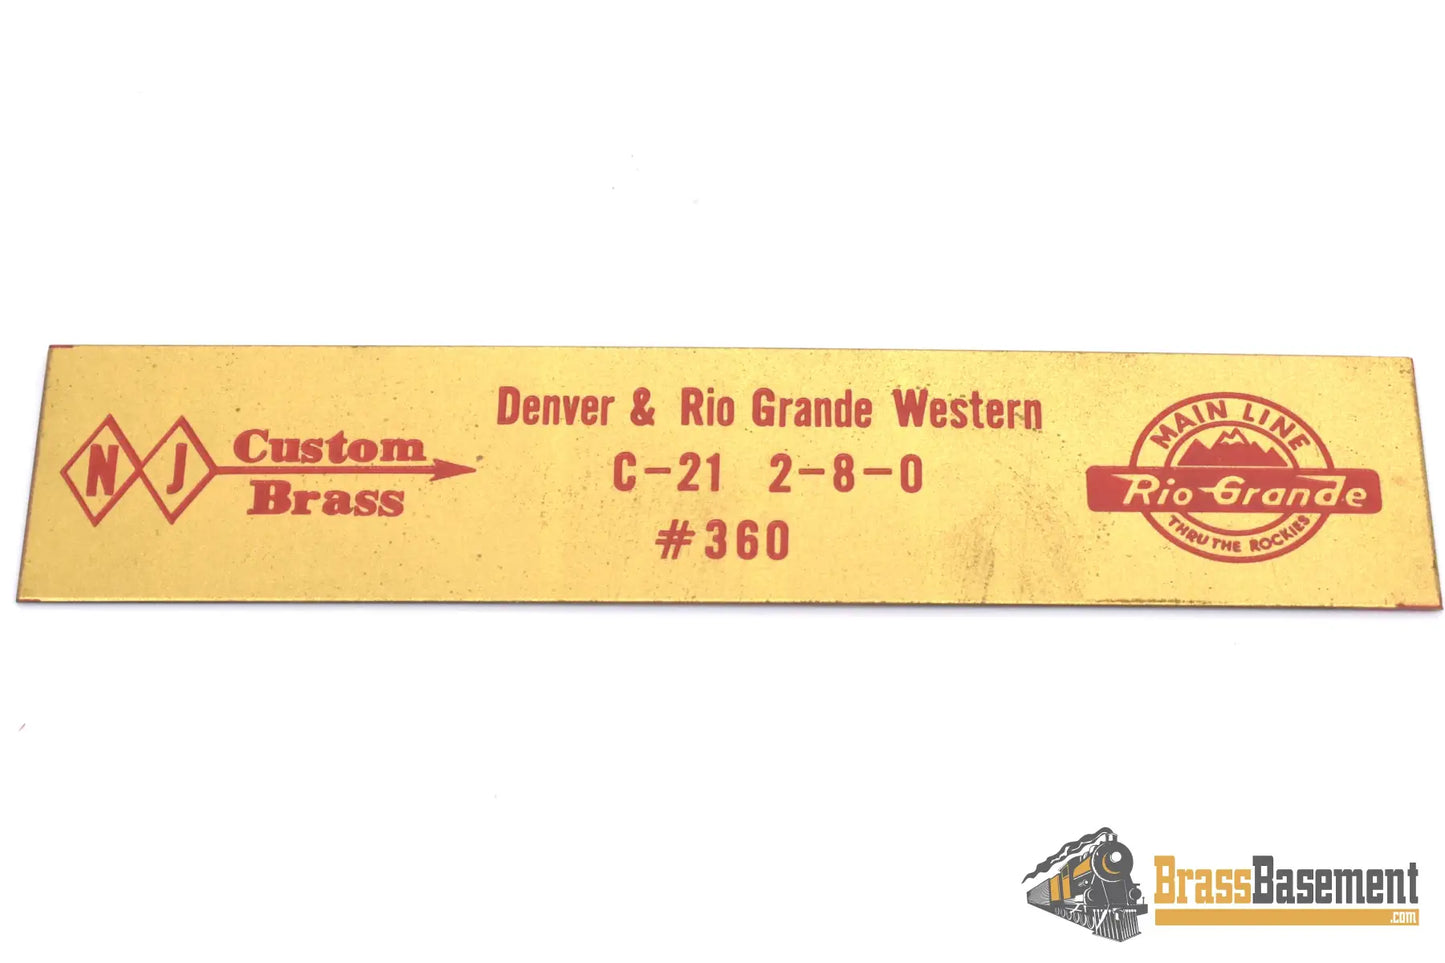 N J Custom
Brass
Denver & Rio Grande Western
C-21 2-8-0
#360
MAIN LINE
Rio Grande
THRU THE ROCKIES
BrassBasement
.com